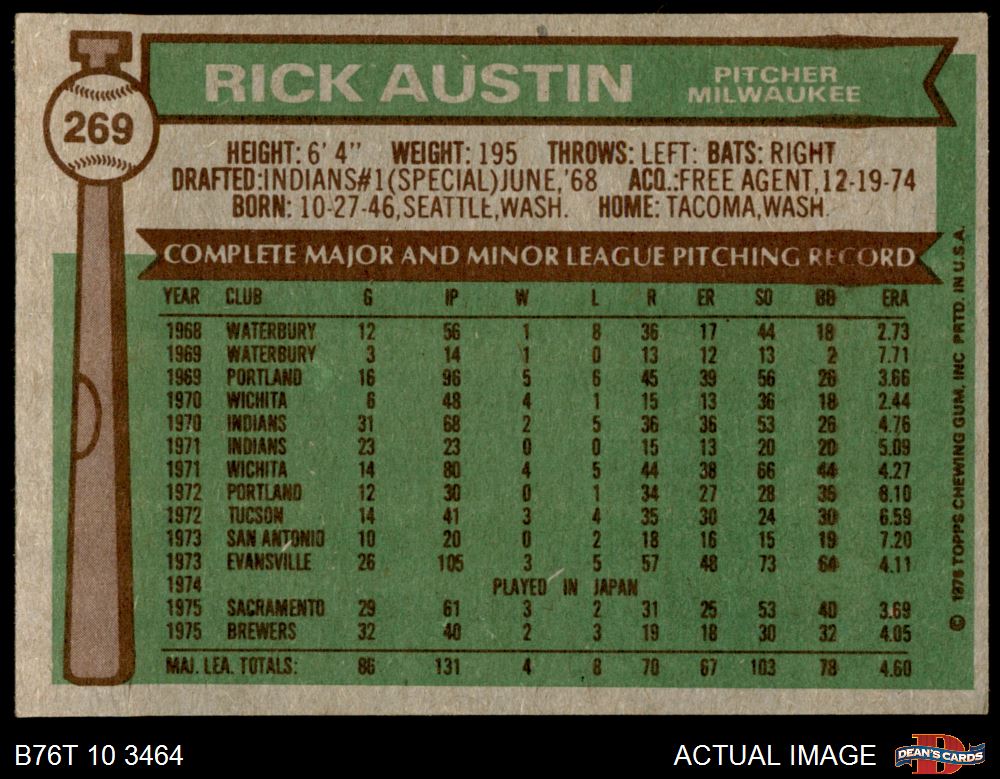 RICK AUSTIN
PITCHER
MILWAUKEE
269
HEIGHT: 6' 4" WEIGHT: 195 THROWS: LEFT: BATS: RIGHT
DRAFTED:INDIANS#1(SPECIAL)JUNE,'68 ACQ.:FREE AGENT,12-19-74
BORN: 10-27-46,SEATTLE,WASH. HOME: TACOMA,WASH.
COMPLETE MAJOR AND MINOR LEAGUE PITCHING RECORD
YEAR CLUB G IP W L R ER SO BB ERA
1968 WATERBURY 12 56 1 8 36 17 44 18 2.73
1969 WATERBURY 3 14 1 0 13 12 13 2 7.71
1969 PORTLAND 16 96 5 6 45 39 56 26 3.66
1970 WICHITA 6 48 4 1 15 13 36 18 2.44
1970 INDIANS 31 68 2 5 36 36 53 26 4.76
1971 INDIANS 23 23 0 0 15 13 20 20 5.09
1971 WICHITA 14 80 4 5 44 38 66 44 4.27
1972 PORTLAND 12 30 0 1 34 27 28 35 8.10
1972 TUCSON 14 41 3 4 35 30 24 30 6.59
1973 SAN ANTONIO 10 20 0 2 18 16 15 19 7.20
1973 EVANSVILLE 26 105 3 5 57 48 73 64 4.11
1974 PLAYED IN JAPAN
1975 SACRAMENTO 29 61 3 2 31 25 53 40 3.69
1975 BREWERS 32 40 2 3 19 18 30 32 4.05
MAJ. LEA. TOTALS: 86 131 4 8 70 67 103 78 4.60
© 1976 TOPPS CHEWING GUM, INC PRTD. IN U.S.A.
B76T 10 3464
ACTUAL IMAGE
DEAN'S CARDS